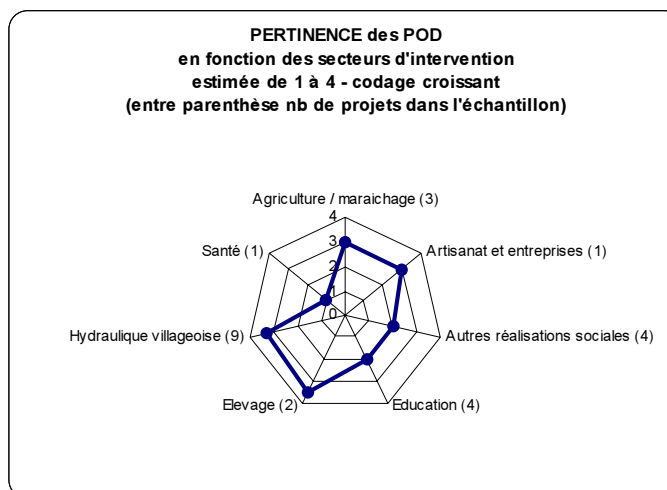 PERTINENCE des POD
en fonction des secteurs d'intervention
estimée de 1 à 4 - codage croissant
(entre parenthèse nb de projets dans l'échantillon)
Agriculture / maraichage (3)
4
3
2
1
0
Santé (1)
Artisanat et entreprises (1)
Hydraulique villageoise (9)
Autres réalisations sociales (4)
Elevage (2)
Education (4)